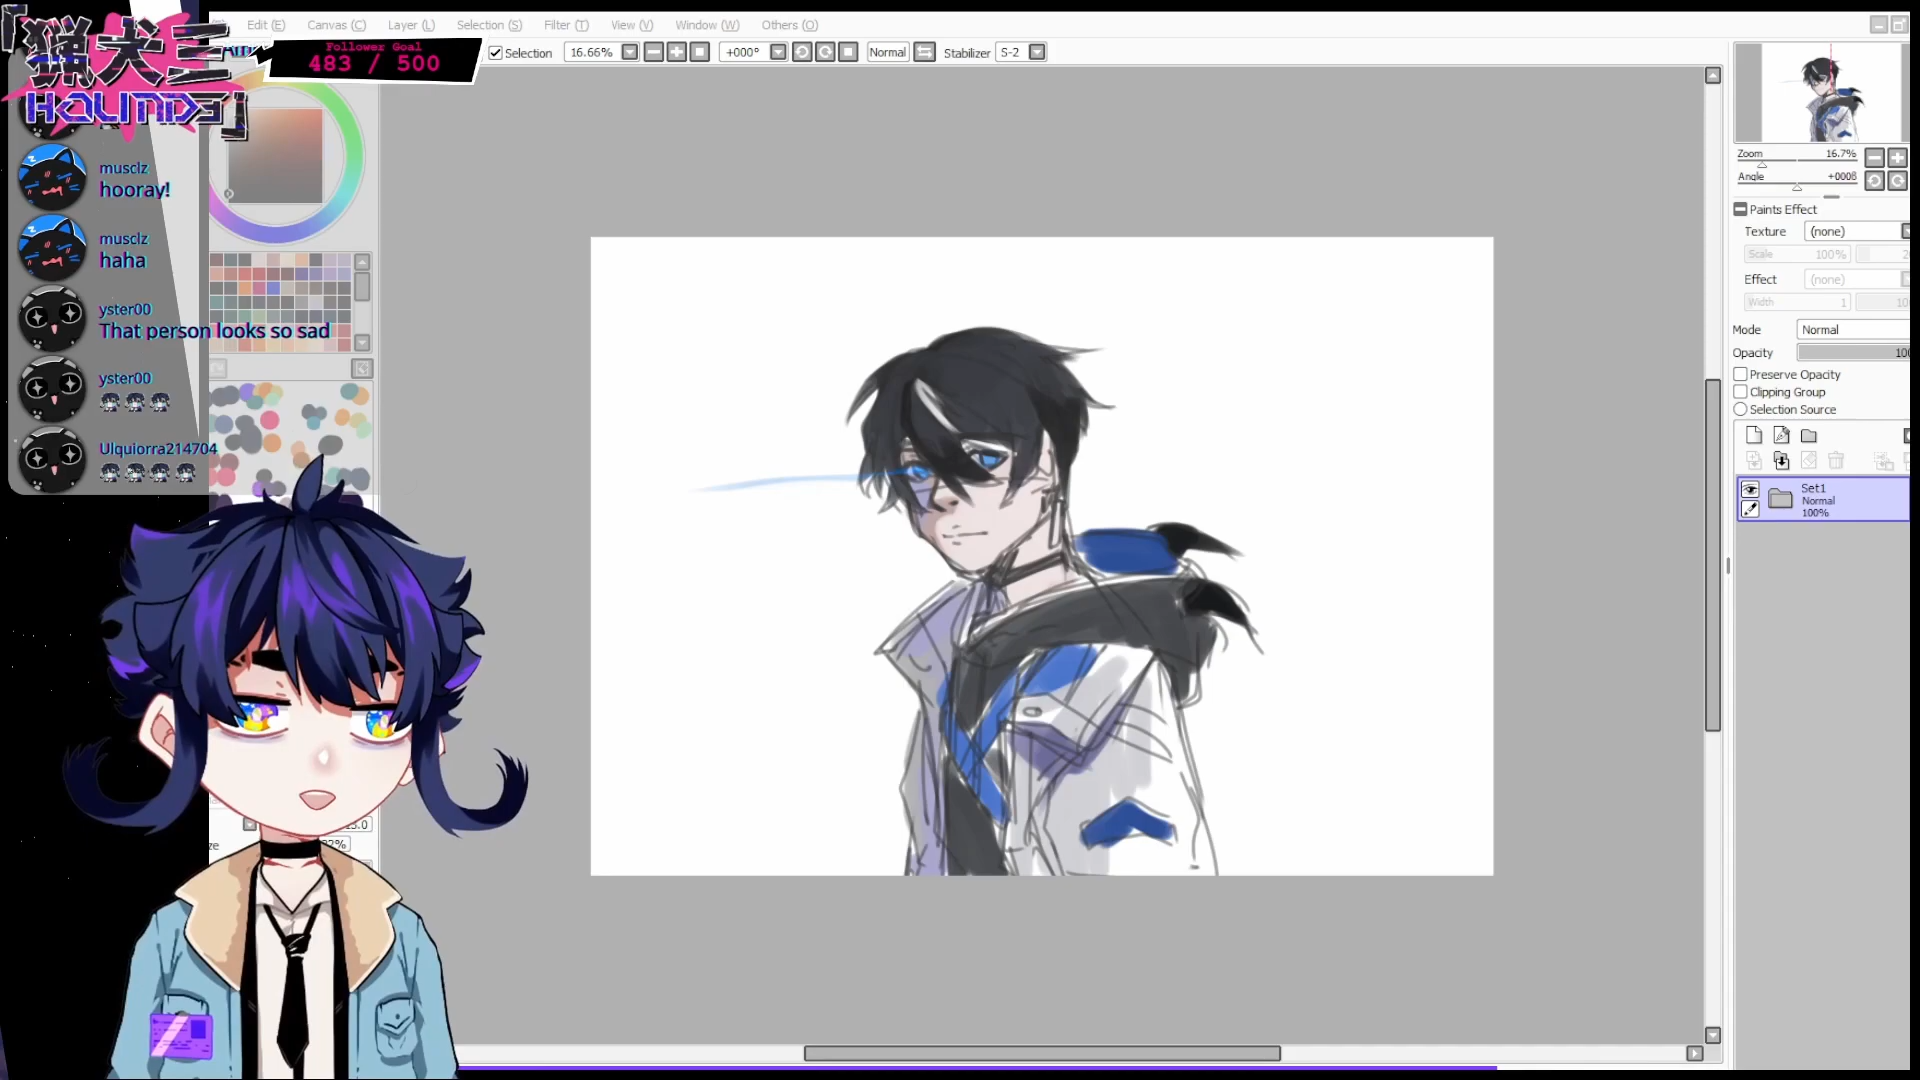 「猟犬三
HOUND3」
Follower Goal
483 / 500
musclz
hooray!
musclz
haha
yster00
That person looks so sad
yster00
Ulquiorra214704
Edit (E)
Canvas (C)
Layer (L)
Selection (S)
Filter (T)
View (V)
Window (W)
Others (O)
Selection
16.66%
+000°
Normal
Stabilizer
S-2
Zoom
16.7%
Angle
+0008
Paints Effect
Texture
(none)
Scale
100%
Effect
(none)
Width
1
Mode
Normal
Opacity
100
Preserve Opacity
Clipping Group
Selection Source
Set1
Normal
100%